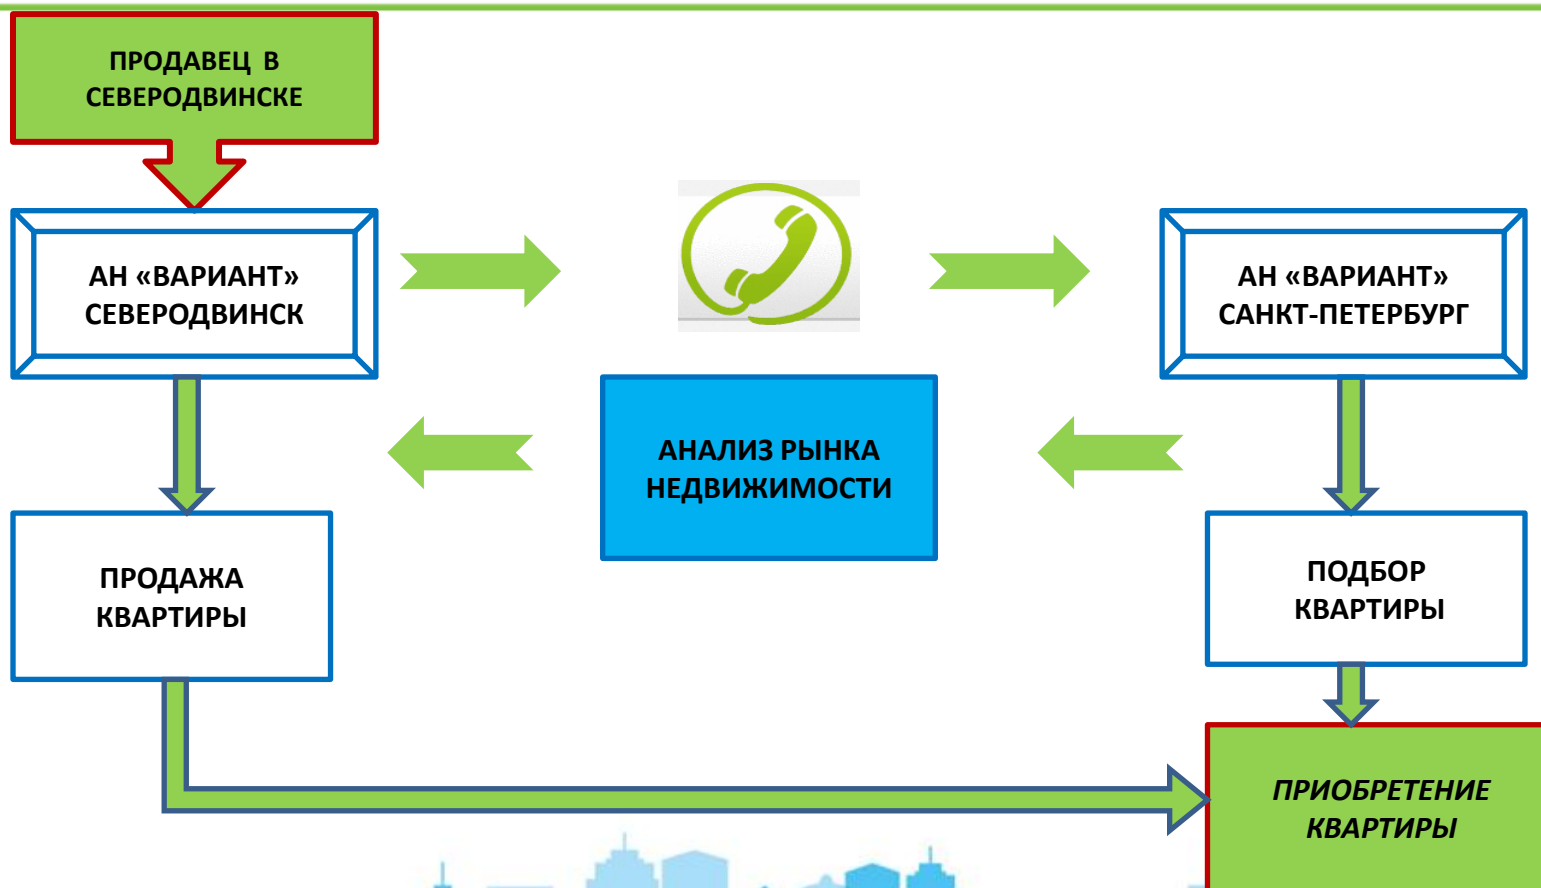 ПРОДАВЕЦ В
СЕВЕРОДВИНСКЕ
АН «ВАРИАНТ»
СЕВЕРОДВИНСК
АН «ВАРИАНТ»
САНКТ-ПЕТЕРБУРГ
АНАЛИЗ РЫНКА
НЕДВИЖИМОСТИ
ПРОДАЖА
КВАРТИРЫ
ПОДБОР
КВАРТИРЫ
ПРИОБРЕТЕНИЕ
КВАРТИРЫ